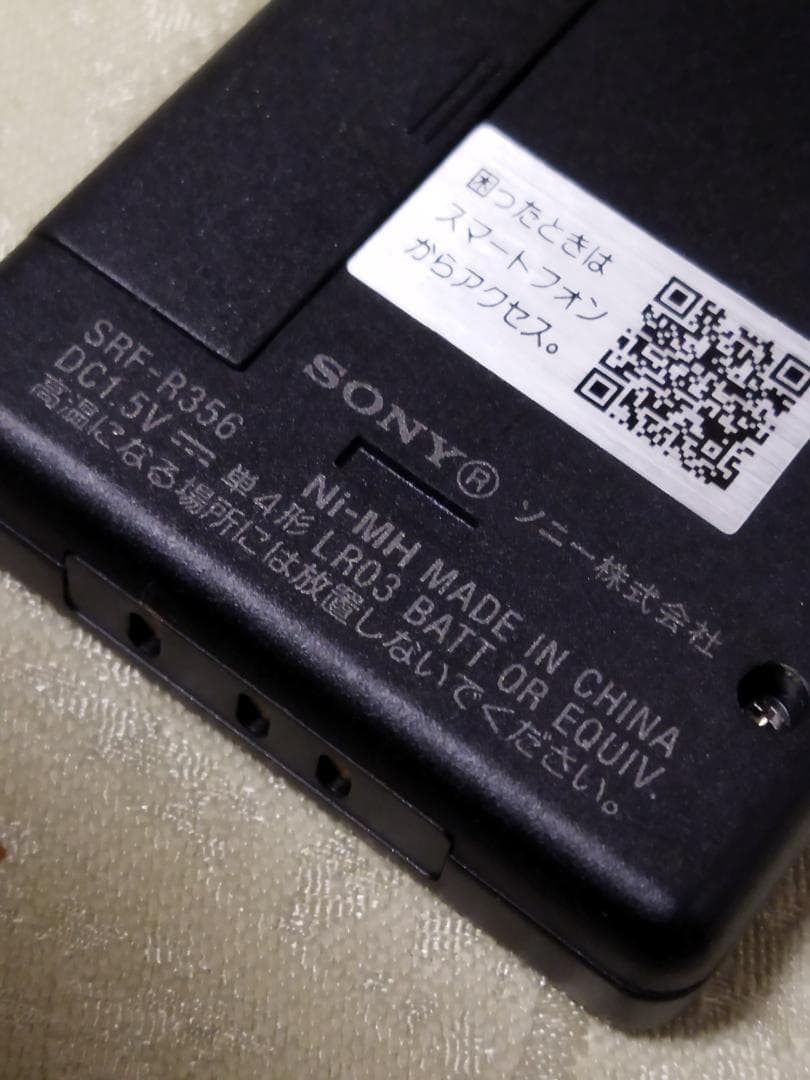 困ったときは
スマートフォン
からアクセス。
SONY® ソニー株式会社
SRF-R356 Ni-MH MADE IN CHINA
DC1.5V ⎓ 単4形 LR03 BATT OR EQUIV.
高温になる場所には放置しないでください。